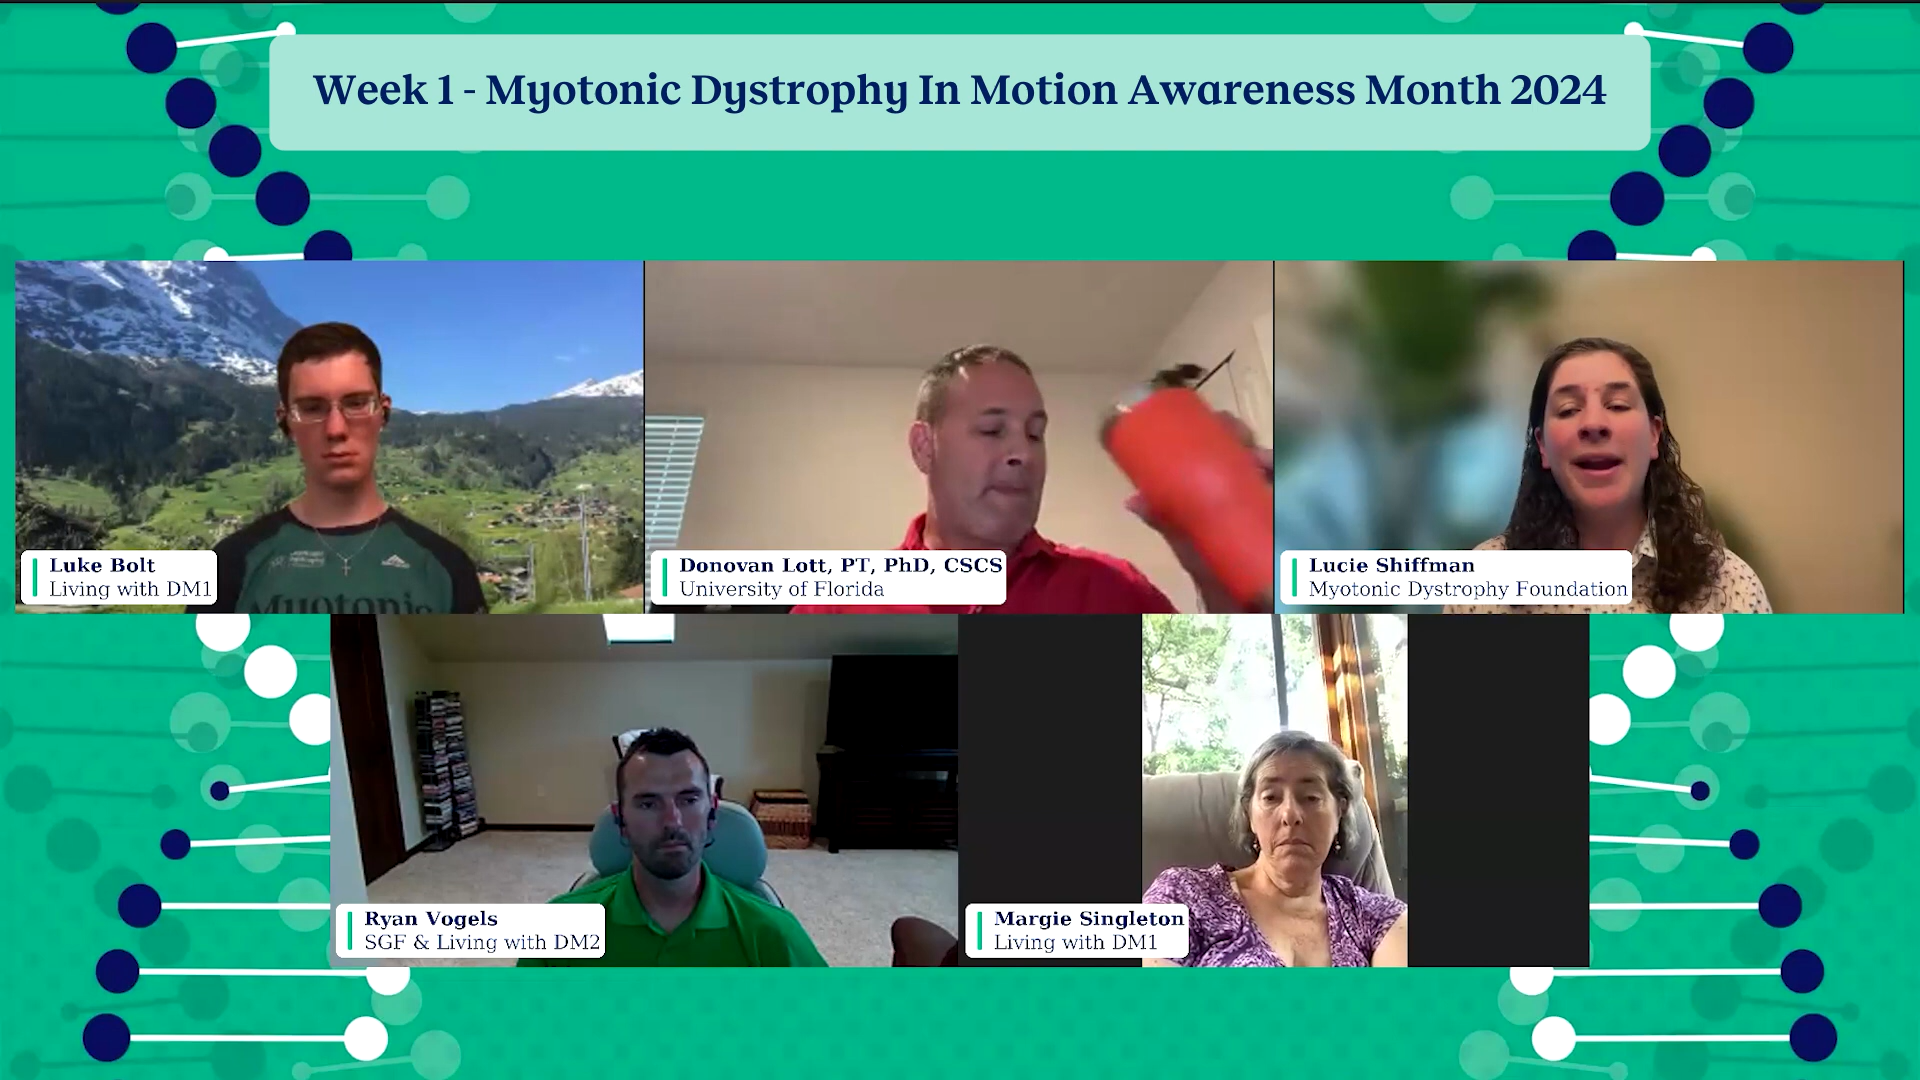 Week 1 - Myotonic Dystrophy In Motion Awareness Month 2024
Luke Bolt
Living with DM1
Myotonic
Donovan Lott, PT, PhD, CSCS
University of Florida
Lucie Shiffman
Myotonic Dystrophy Foundation
Ryan Vogels
SGF & Living with DM2
Margie Singleton
Living with DM1